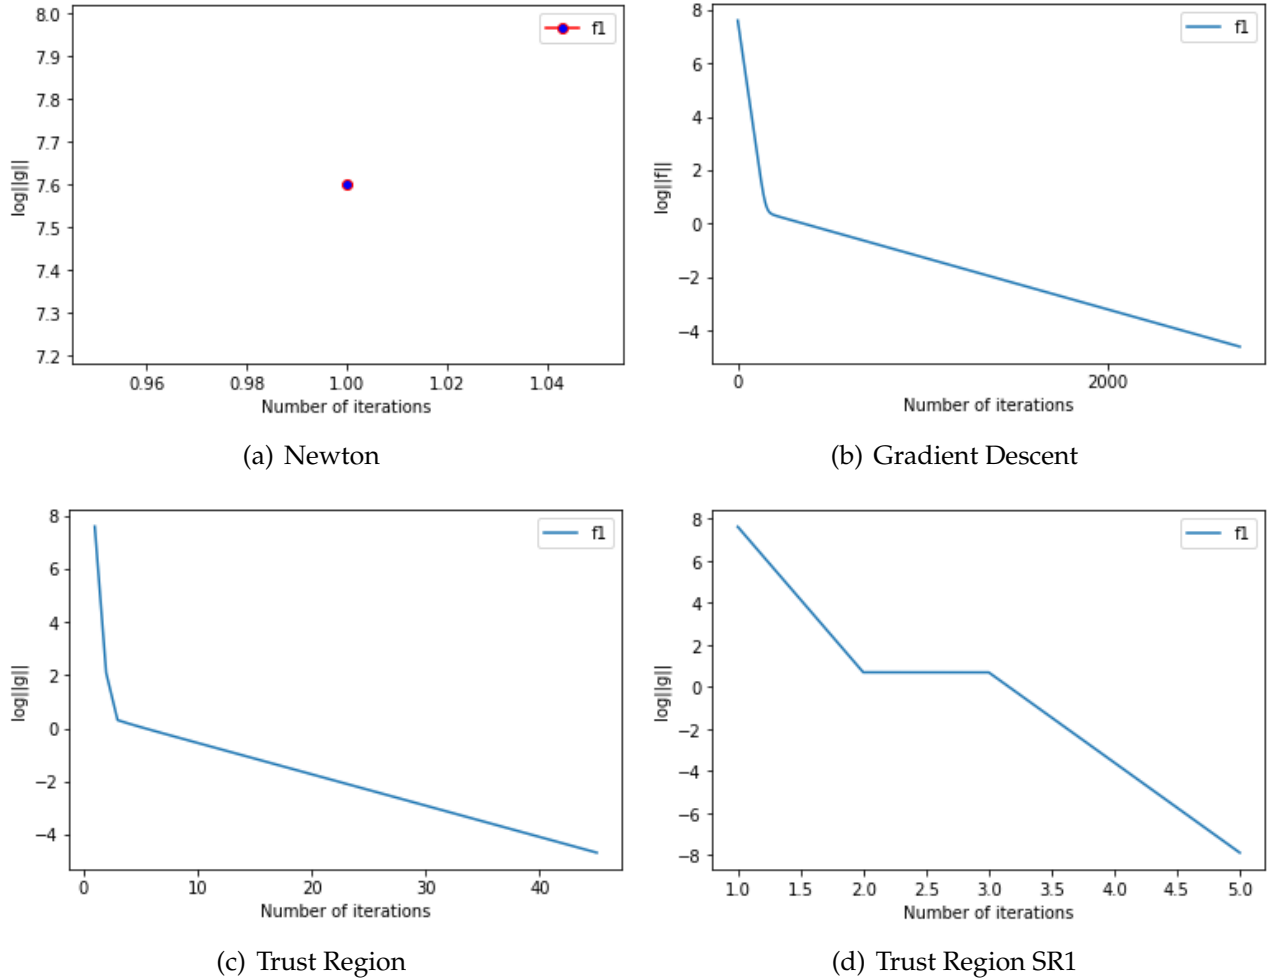 8.0
7.9
7.8
7.7
7.6
7.5
7.4
7.3
7.2
log||g||
f1
0.96 0.98 1.00 1.02 1.04
Number of iterations
(a) Newton
8
6
4
2
0
−2
−4
log||f||
f1
0 2000
Number of iterations
(b) Gradient Descent
8
6
4
2
0
−2
−4
log||g||
f1
0 10 20 30 40
Number of iterations
(c) Trust Region
8
6
4
2
0
−2
−4
−6
−8
log||g||
f1
1.0 1.5 2.0 2.5 3.0 3.5 4.0 4.5 5.0
Number of iterations
(d) Trust Region SR1